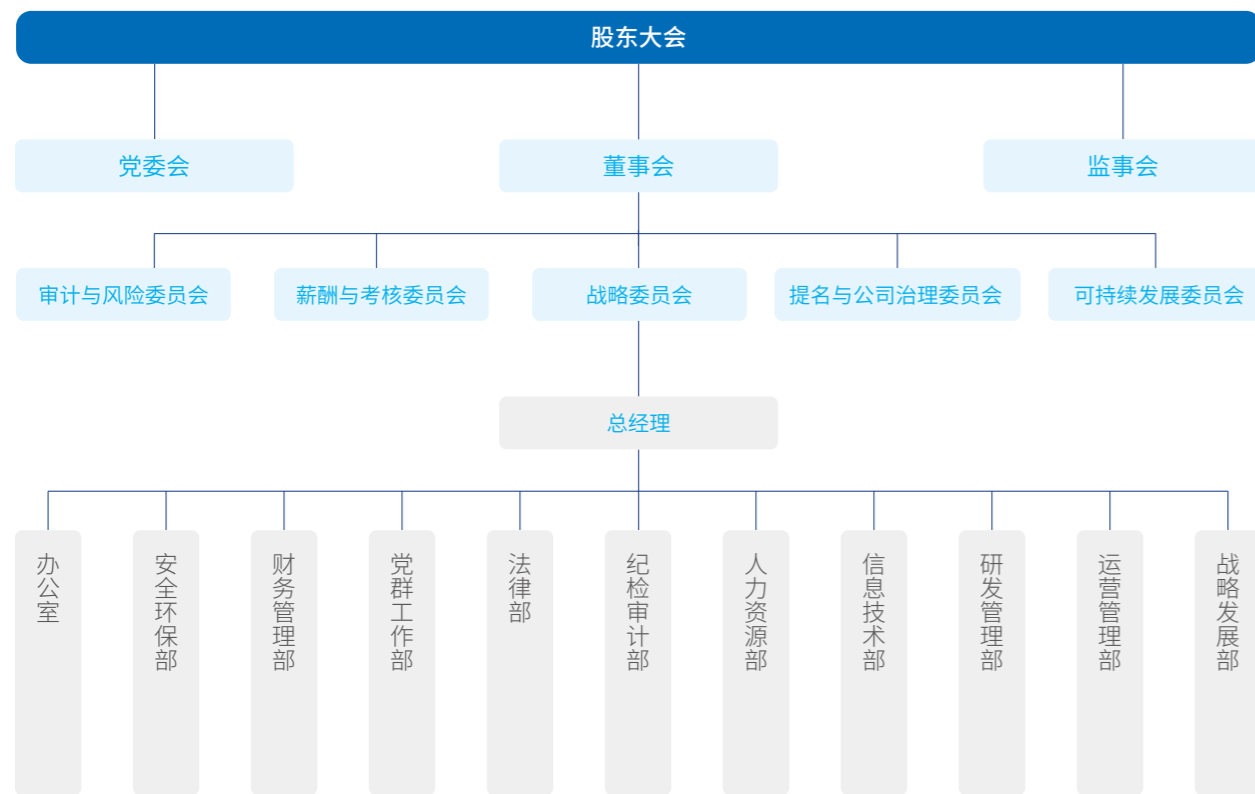 股东大会
党委会
董事会
监事会
审计与风险委员会
薪酬与考核委员会
战略委员会
提名与公司治理委员会
可持续发展委员会
总经理
办公室
安全环保部
财务管理部
党群工作部
法律部
纪检审计部
人力资源部
信息技术部
研发管理部
运营管理部
战略发展部